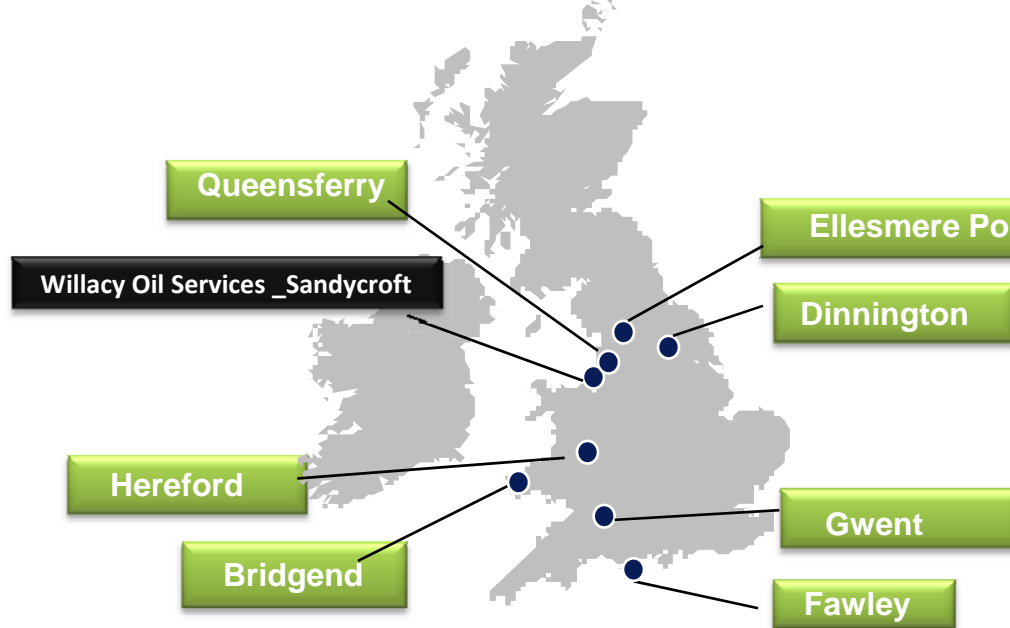 Queensferry
Ellesmere Po
Willacy Oil Services _Sandycroft
Dinnington
Hereford
Gwent
Bridgend
Fawley